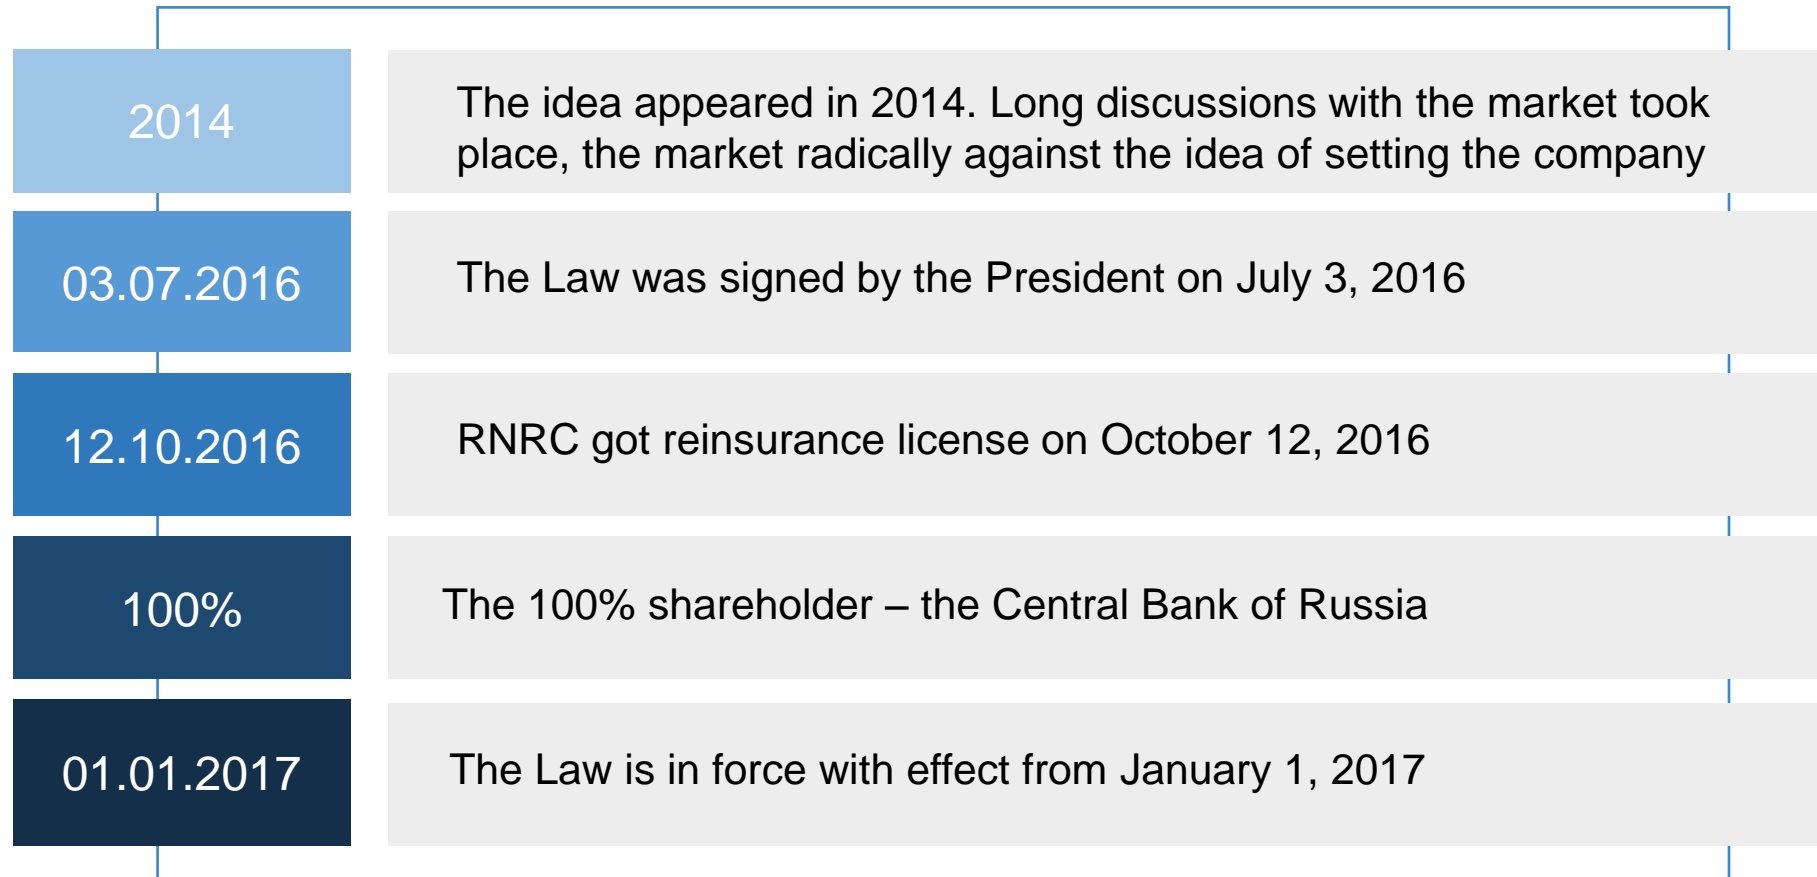 2014
The idea appeared in 2014. Long discussions with the market took
place, the market radically against the idea of setting the company
03.07.2016
The Law was signed by the President on July 3, 2016
12.10.2016
RNRC got reinsurance license on October 12, 2016
100%
The 100% shareholder – the Central Bank of Russia
01.01.2017
The Law is in force with effect from January 1, 2017